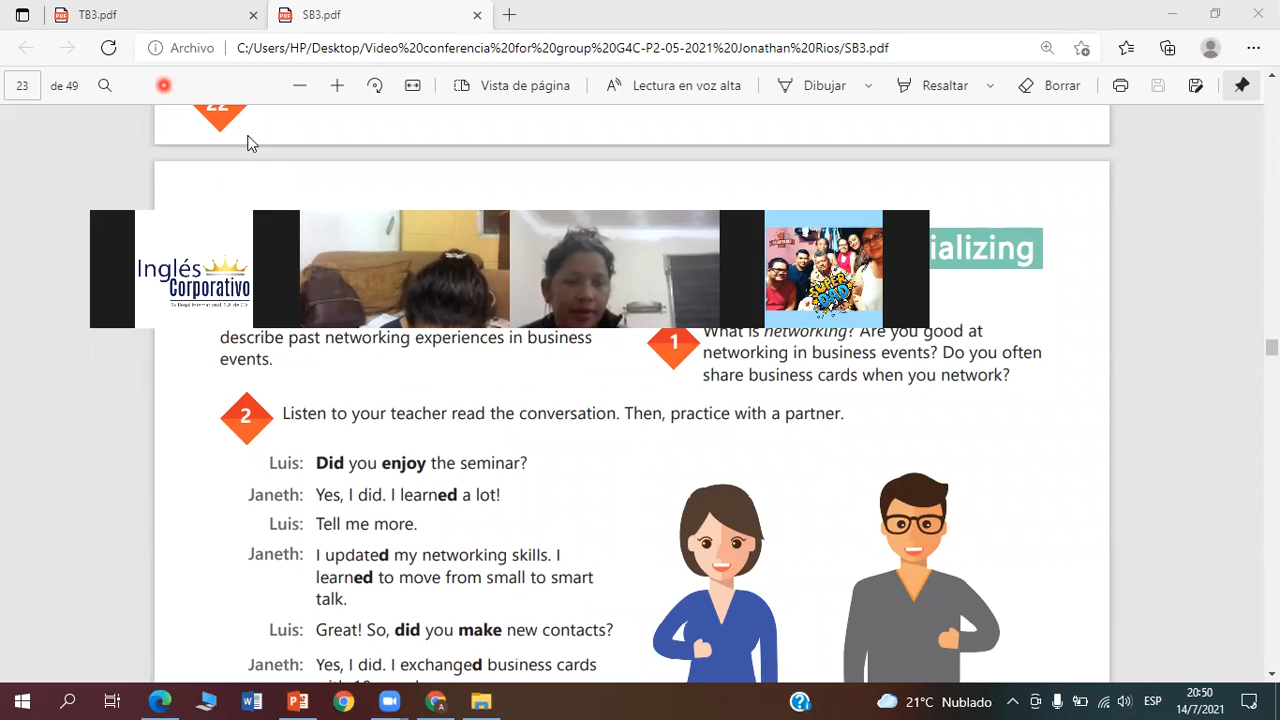 TB3.pdf
SB3.pdf
Archivo
C:/Users/HP/Desktop/Video%20conferencia%20for%20group%20G4C-P2-05-2021%20Jonathan%20Rios/SB3.pdf
23 de 49
Vista de página
Lectura en voz alta
Dibujar
Resaltar
Borrar
22
ializing
Inglés
Corporativo
SUPER
DAD
describe past networking experiences in business
events.
1
What is networking? Are you good at
networking in business events? Do you often
share business cards when you network?
2
Listen to your teacher read the conversation. Then, practice with a partner.
Luis: Did you enjoy the seminar?
Janeth: Yes, I did. I learned a lot!
Luis: Tell me more.
Janeth: I updated my networking skills. I
learned to move from small to smart
talk.
Luis: Great! So, did you make new contacts?
Janeth: Yes, I did. I exchanged business cards
21°C Nublado
ESP
20:50
14/7/2021